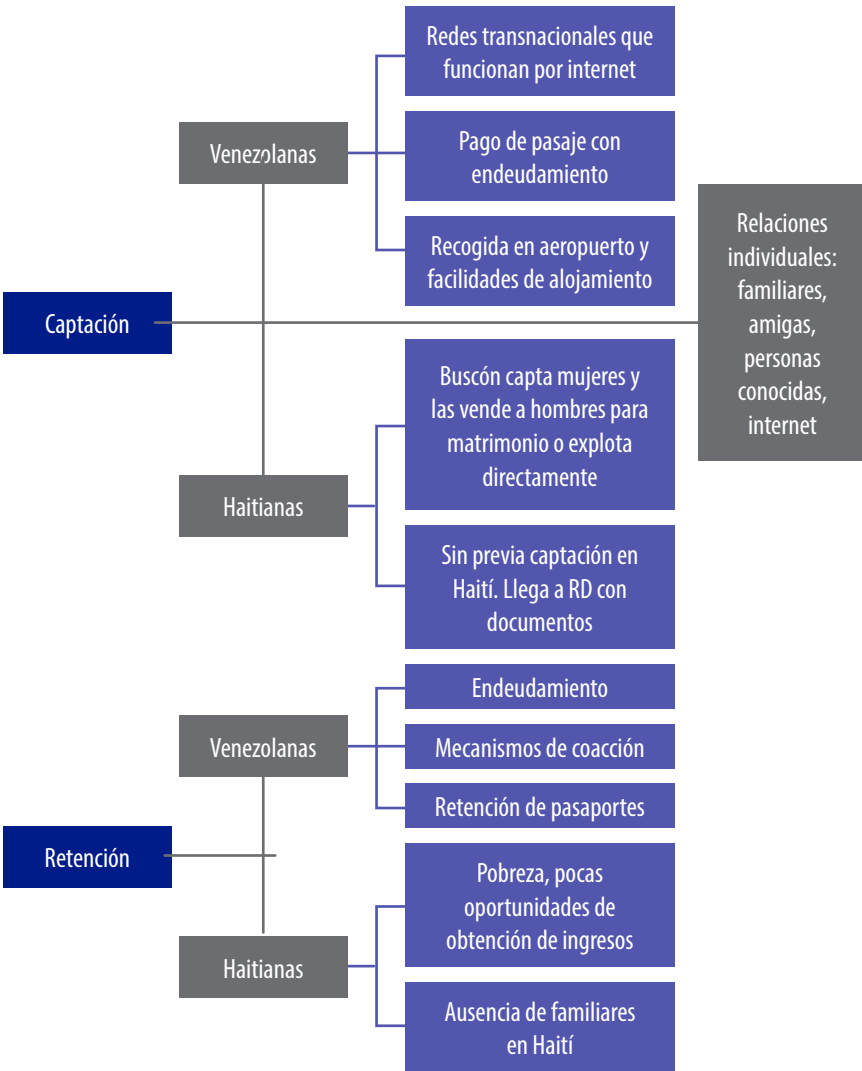 Redes transnacionales que
funcionan por internet
Venezolanas
Pago de pasaje con
endeudamiento
Recogida en aeropuerto y
facilidades de alojamiento
Captación
Relaciones
individuales:
familiares,
amigas,
personas
conocidas,
internet
Buscón capta mujeres y
las vende a hombres para
matrimonio o explota
directamente
Haitianas
Sin previa captación en
Haití. Llega a RD con
documentos
Endeudamiento
Venezolanas
Mecanismos de coacción
Retención de pasaportes
Retención
Pobreza, pocas
oportunidades de
obtención de ingresos
Haitianas
Ausencia de familiares
en Haití